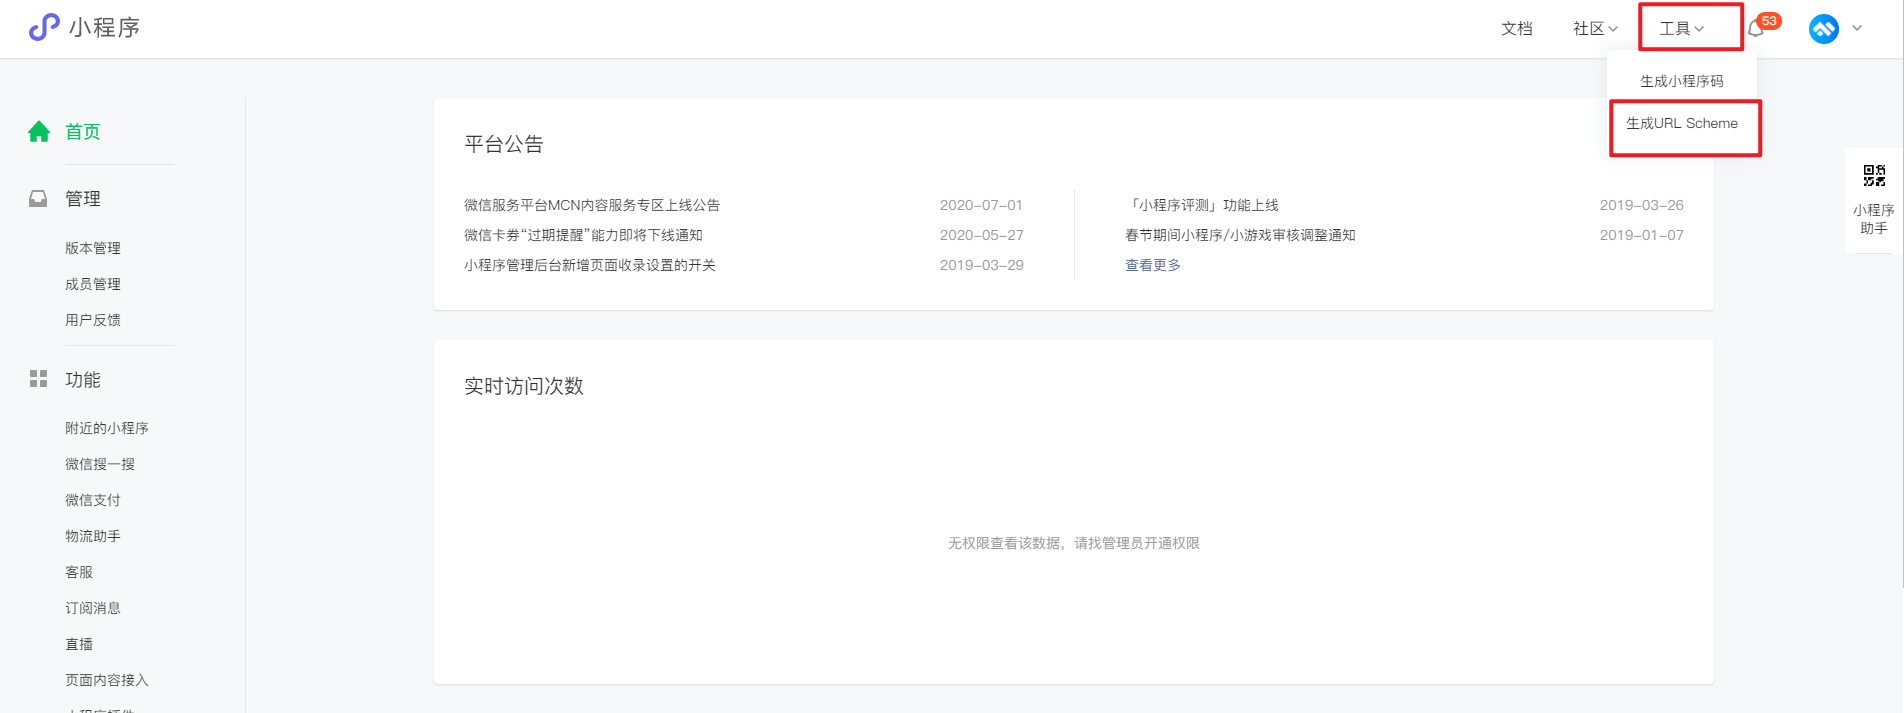 小程序
文档
社区
工具
53
生成小程序码
生成URL Scheme
首页
管理
版本管理
成员管理
用户反馈
功能
附近的小程序
微信搜一搜
微信支付
物流助手
客服
订阅消息
直播
页面内容接入
小程序插件
平台公告
微信服务平台MCN内容服务专区上线公告 2020-07-01
微信卡券“过期提醒”能力即将下线通知 2020-05-27
小程序管理后台新增页面收录设置的开关 2019-03-29
「小程序评测」功能上线 2019-03-26
春节期间小程序/小游戏审核调整通知 2019-01-07
查看更多
实时访问次数
无权限查看该数据，请找管理员开通权限
小程序
助手